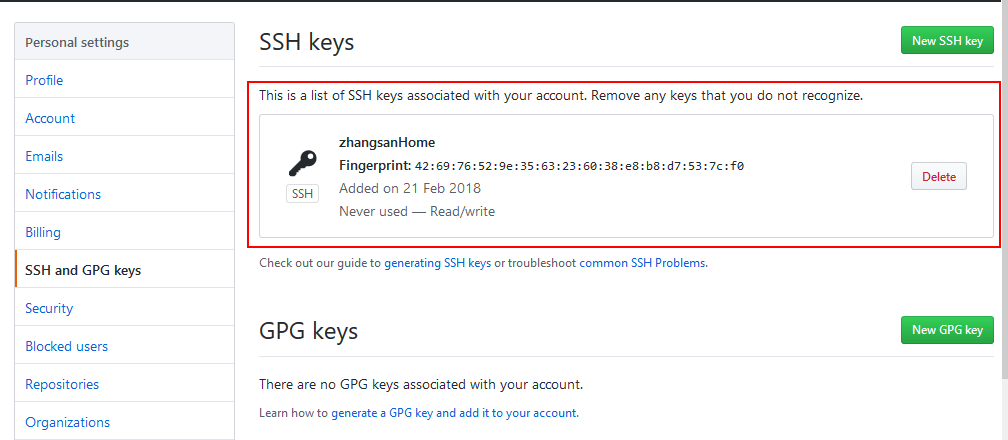 Personal settings
Profile
Account
Emails
Notifications
Billing
SSH and GPG keys
Security
Blocked users
Repositories
Organizations
SSH keys
New SSH key
This is a list of SSH keys associated with your account. Remove any keys that you do not recognize.
zhangsanHome
Fingerprint: 42:69:76:52:9e:35:63:23:60:38:e8:b8:d7:53:7c:f0
SSH
Added on 21 Feb 2018
Never used — Read/write
Delete
Check out our guide to generating SSH keys or troubleshoot common SSH Problems.
GPG keys
New GPG key
There are no GPG keys associated with your account.
Learn how to generate a GPG key and add it to your account.